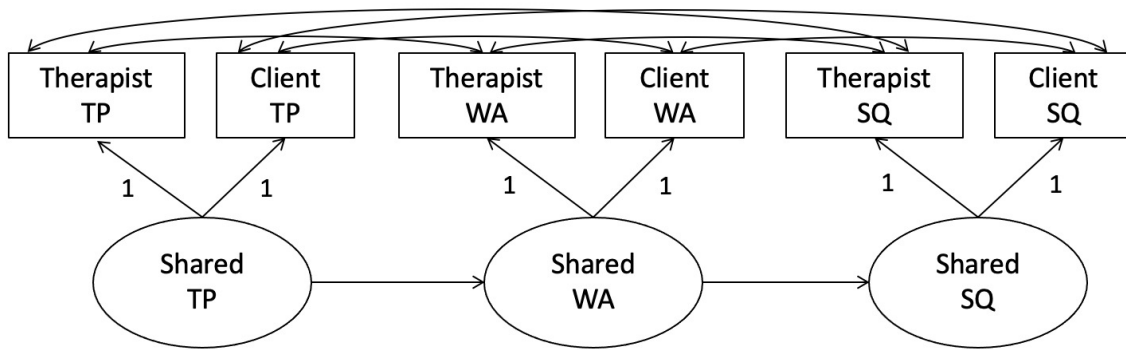 Therapist
TP
Client
TP
Therapist
WA
Client
WA
Therapist
SQ
Client
SQ
1
1
1
1
1
1
Shared
TP
Shared
WA
Shared
SQ